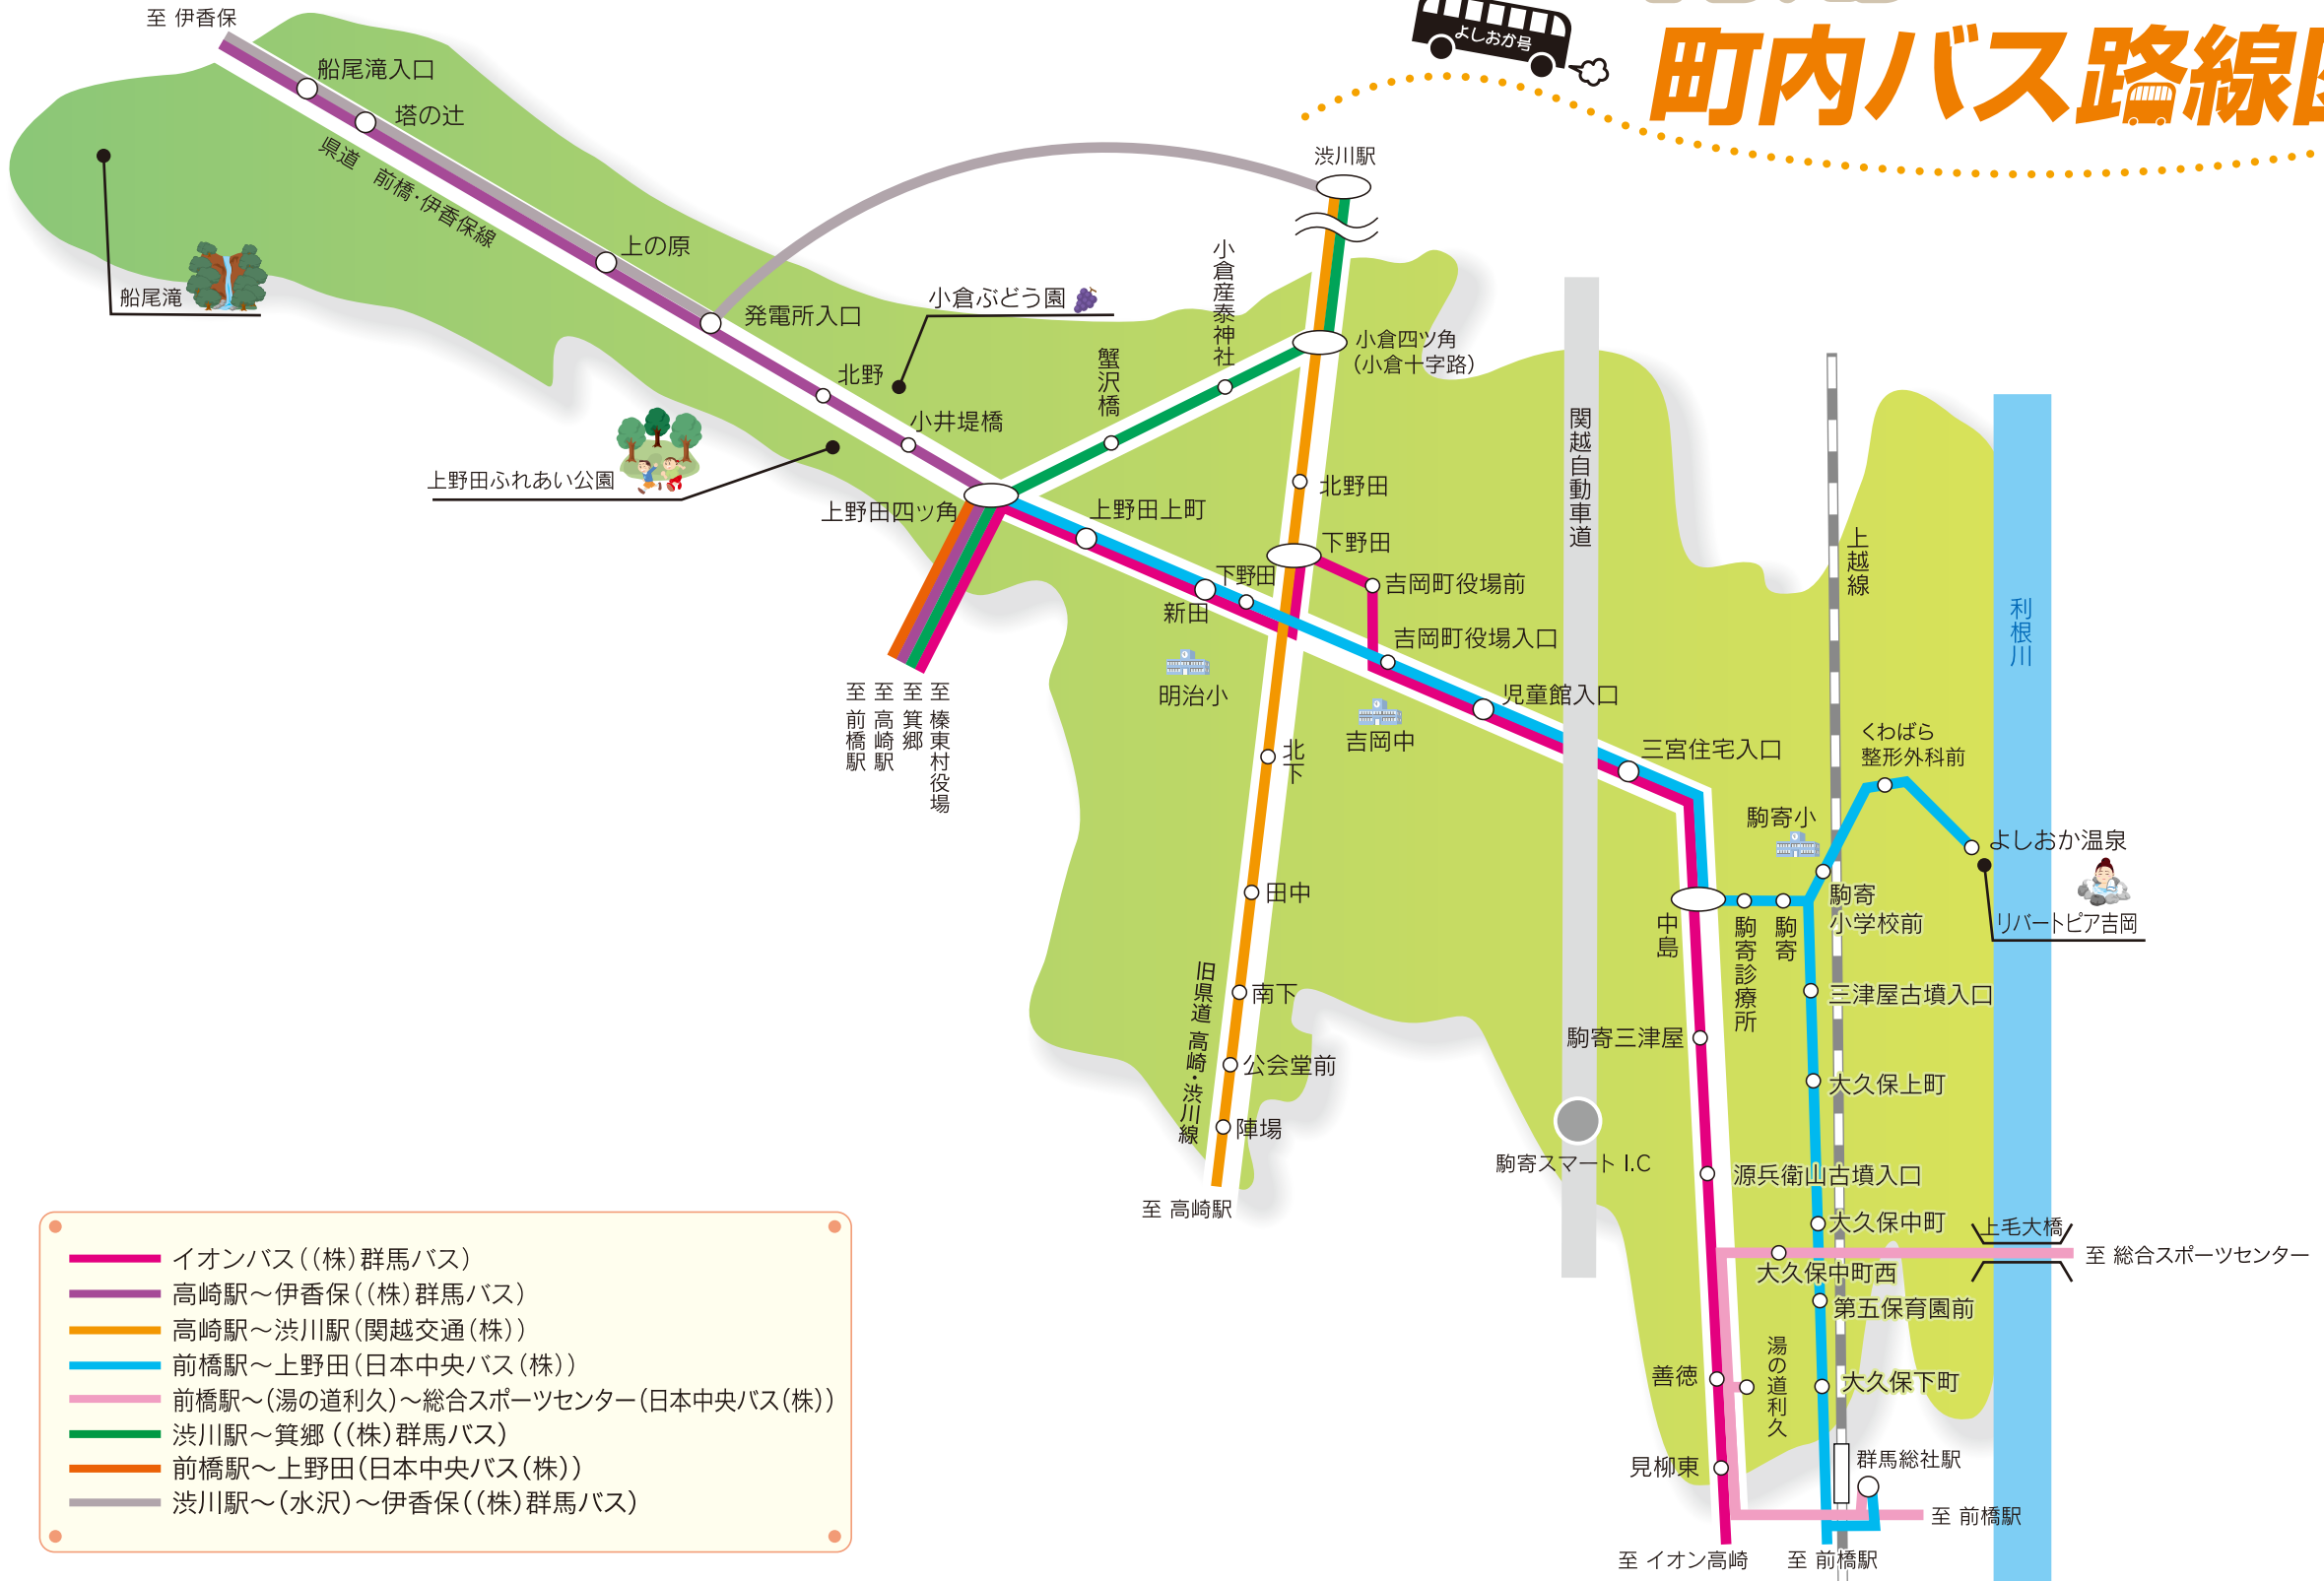 よしおか号
町内バス路線
至 伊香保
船尾滝入口
塔の辻
県道 前橋・伊香保線
船尾滝
上の原
発電所入口
北野
小倉ぶどう園
小井堤橋
上野田ふれあい公園
上野田四ッ角
渋川駅
小倉産泰神社
蟹沢橋
小倉四ツ角
(小倉十字路)
北野田
下野田
上野田上町
下野田
新田
吉岡町役場前
吉岡町役場入口
明治小
吉岡中
児童館入口
関越自動車道
上越線
利根川
至 前橋駅
至 高崎駅
至 箕郷
至 榛東村役場
北下
田中
南下
公会堂前
陣場
旧県道 高崎・渋川線
至 高崎駅
三宮住宅入口
くわばら
整形外科前
駒寄小
よしおか温泉
リバートピア吉岡
駒寄
小学校前
中島
駒寄診療所
駒寄
三津屋古墳入口
駒寄三津屋
大久保上町
駒寄スマート I.C
源兵衛山古墳入口
大久保中町
上毛大橋
至 総合スポーツセンター
大久保中町西
第五保育園前
湯の道利久
善徳
大久保下町
見柳東
群馬総社駅
至 前橋駅
至 イオン高崎
至 前橋駅
イオンバス((株)群馬バス)
高崎駅～伊香保((株)群馬バス)
高崎駅～渋川駅(関越交通(株))
前橋駅～上野田(日本中央バス(株))
前橋駅～(湯の道利久)～総合スポーツセンター(日本中央バス(株))
渋川駅～箕郷((株)群馬バス)
前橋駅～上野田(日本中央バス(株))
渋川駅～(水沢)～伊香保((株)群馬バス)